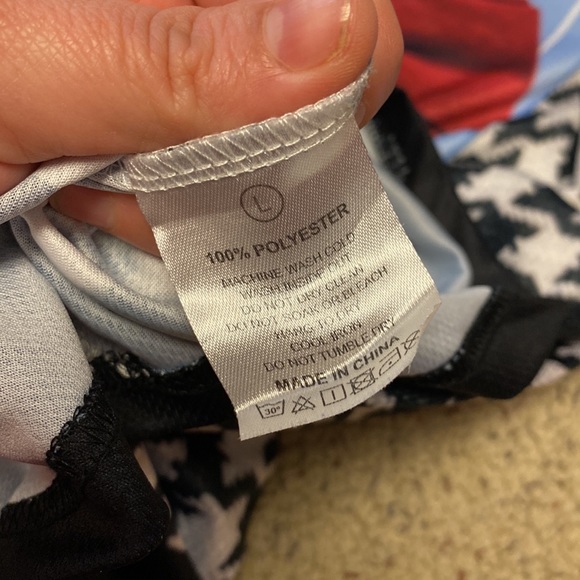 L
100% POLYESTER
MACHINE WASH COLD
WASH INSIDE OUT
DO NOT DRY CLEAN
DO NOT SOAK OR BLEACH
HANG TO DRY
COOL IRON
DO NOT TUMBLE DRY
MADE IN CHINA
30°